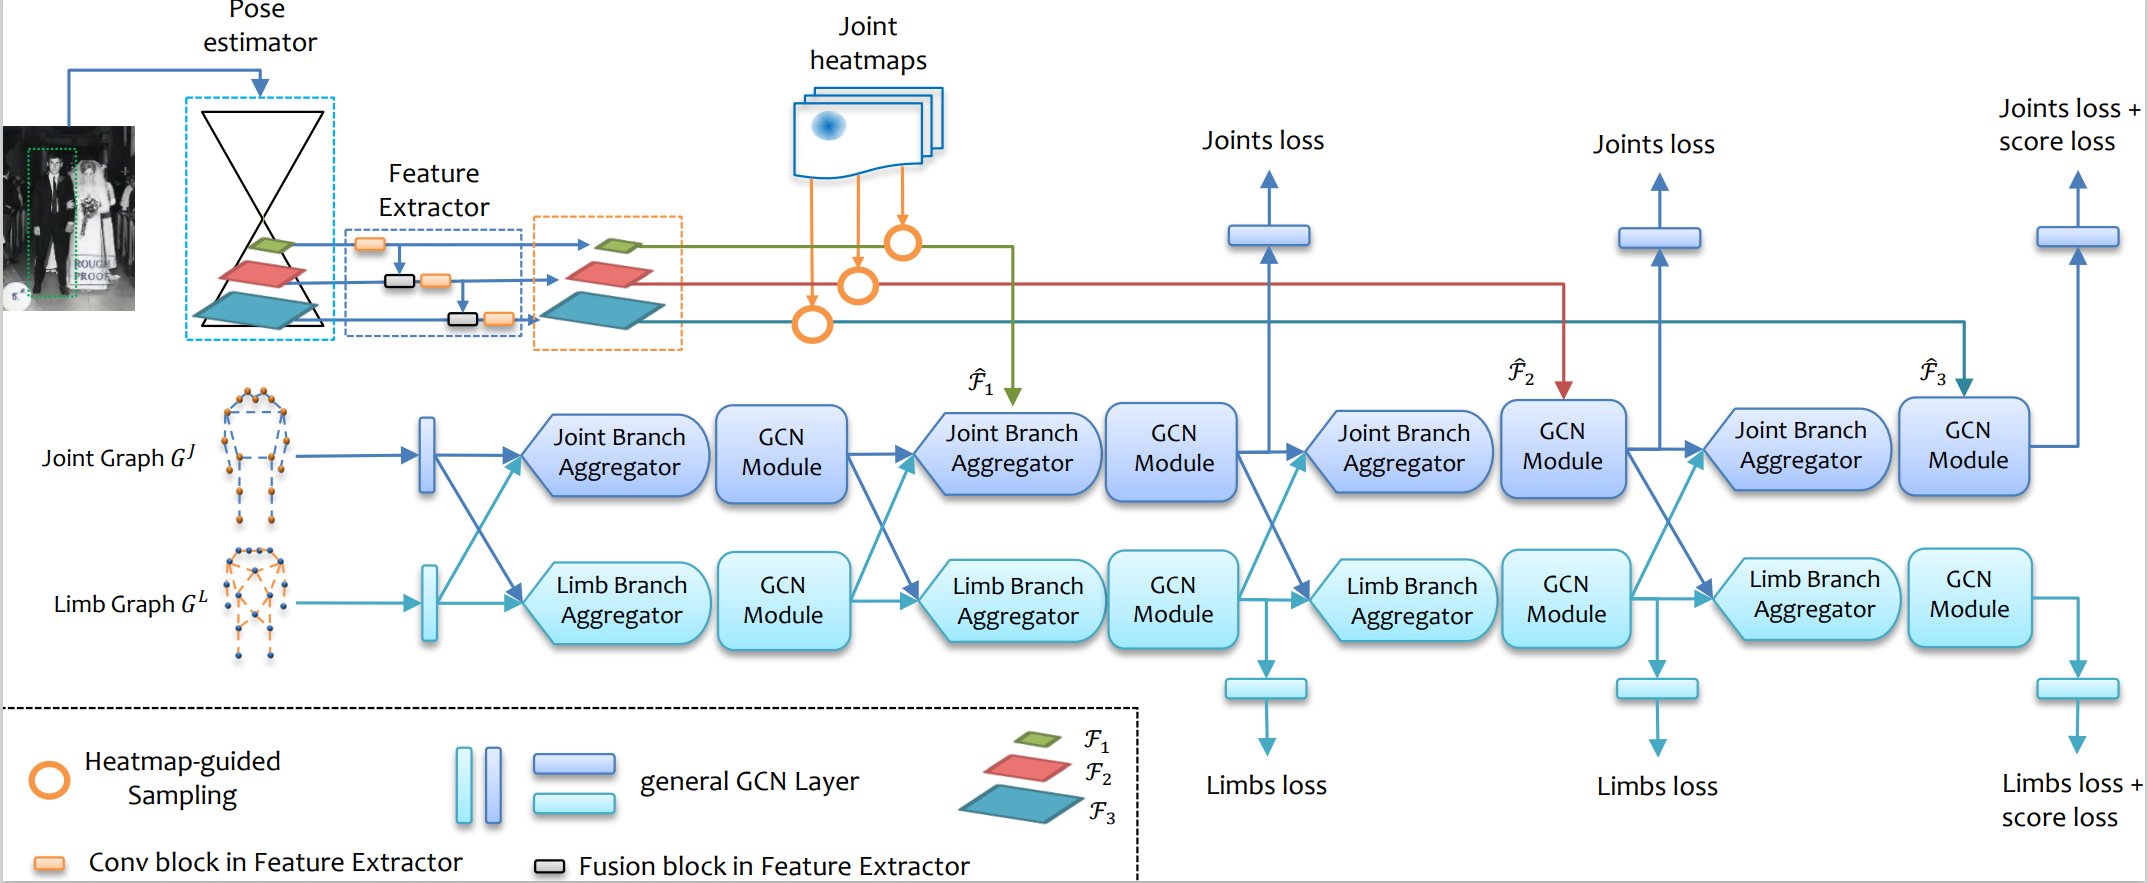 Pose
estimator
Joint
heatmaps
Feature
Extractor
Joints loss
Joints loss
Joints loss +
score loss
ROUGH
PROOF
$\hat{\mathcal{F}}_1$
$\hat{\mathcal{F}}_2$
$\hat{\mathcal{F}}_3$
Joint Graph $G^J$
Joint Branch
Aggregator
GCN
Module
Joint Branch
Aggregator
GCN
Module
Joint Branch
Aggregator
GCN
Module
Joint Branch
Aggregator
GCN
Module
Limb Graph $G^L$
Limb Branch
Aggregator
GCN
Module
Limb Branch
Aggregator
GCN
Module
Limb Branch
Aggregator
GCN
Module
Limb Branch
Aggregator
GCN
Module
Limbs loss
Limbs loss
Limbs loss +
score loss
Heatmap-guided
Sampling
general GCN Layer
$\mathcal{F}_1$
$\mathcal{F}_2$
$\mathcal{F}_3$
Conv block in Feature Extractor
Fusion block in Feature Extractor